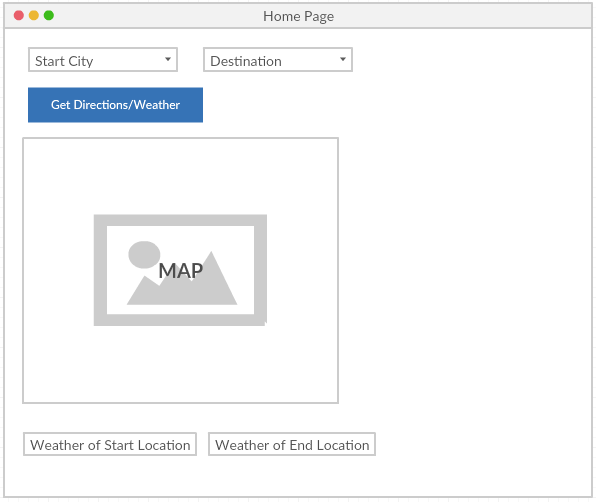 Home Page
Start City
Destination
Get Directions/Weather
MAP
Weather of Start Location
Weather of End Location